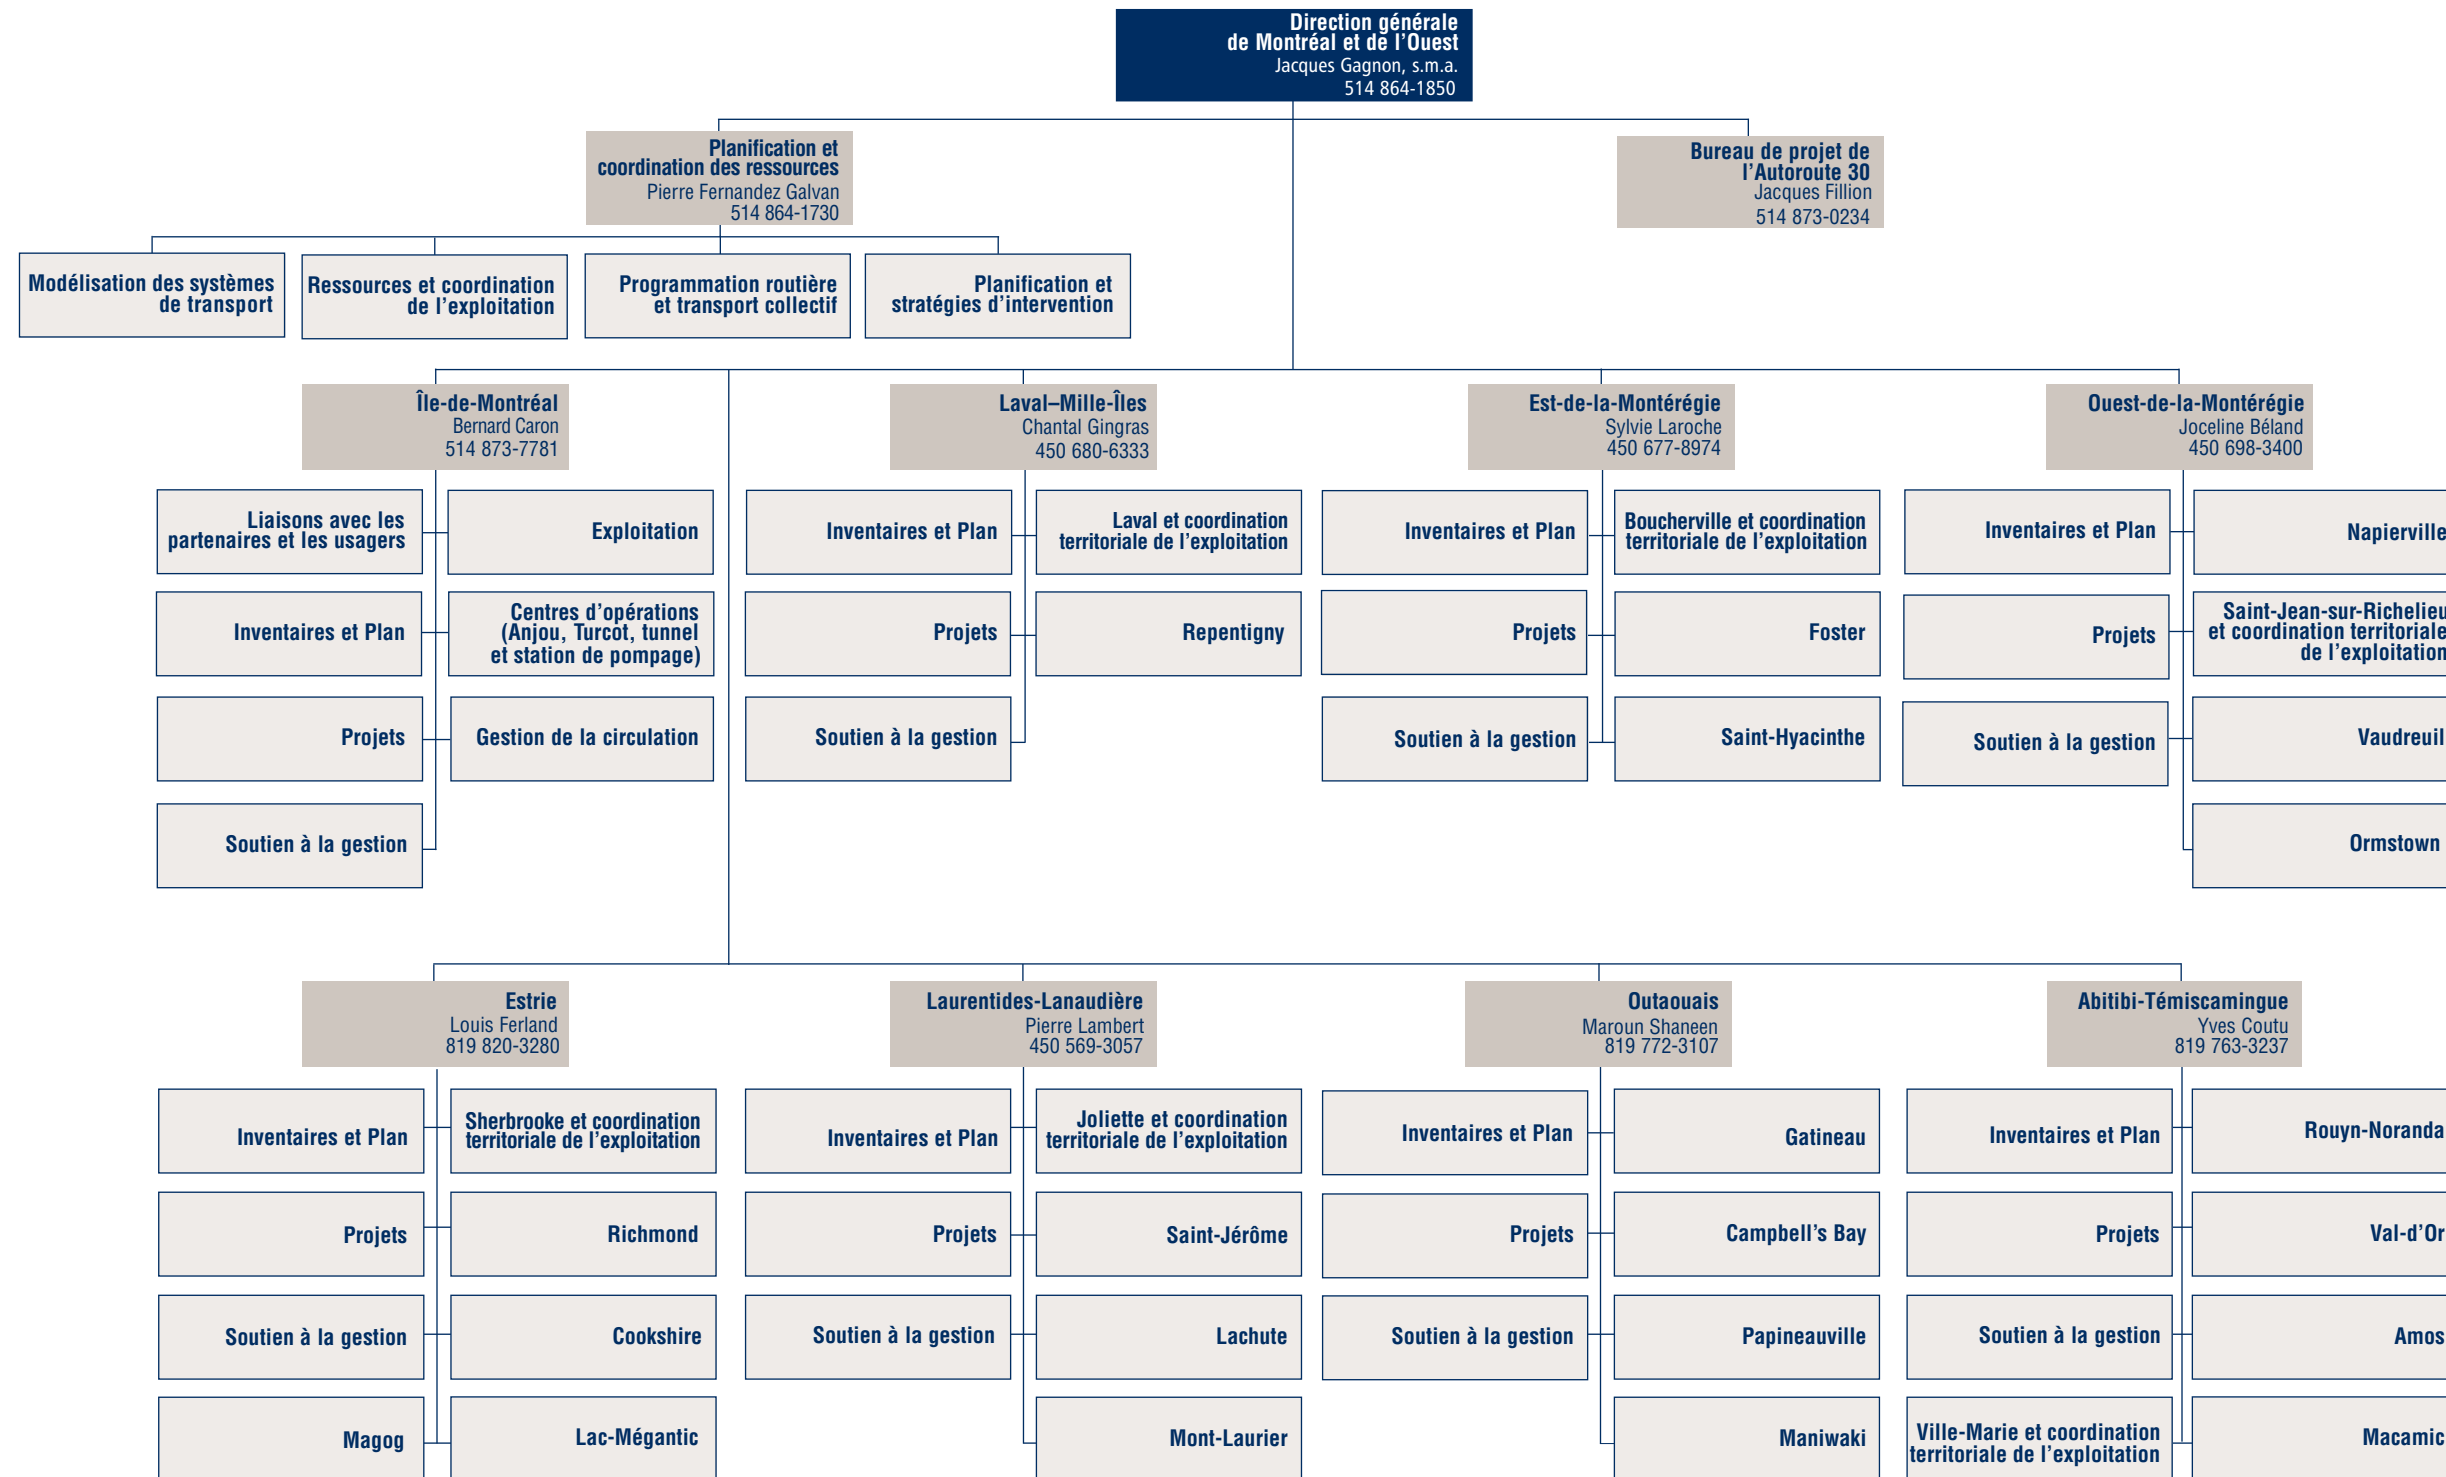 Direction générale
de Montréal et de l'Ouest
Jacques Gagnon, s.m.a.
514 864-1850
Planification et
coordination des ressources
Pierre Fernandez Galvan
514 864-1730
Bureau de projet de
l'Autoroute 30
Jacques Fillion
514 873-0234
Modélisation des systèmes
de transport
Ressources et coordination
de l'exploitation
Programmation routière
et transport collectif
Planification et
stratégies d'intervention
Île-de-Montréal
Bernard Caron
514 873-7781
Laval–Mille-Îles
Chantal Gingras
450 680-6333
Est-de-la-Montérégie
Sylvie Laroche
450 677-8974
Ouest-de-la-Montérégie
Joceline Béland
450 698-3400
Liaisons avec les
partenaires et les usagers
Exploitation
Inventaires et Plan
Laval et coordination
territoriale de l'exploitation
Inventaires et Plan
Boucherville et coordination
territoriale de l'exploitation
Inventaires et Plan
Napierville
Inventaires et Plan
Centres d'opérations
(Anjou, Turcot, tunnel
et station de pompage)
Projets
Repentigny
Projets
Foster
Projets
Saint-Jean-sur-Richelieu
et coordination territoriale
de l'exploitation
Projets
Gestion de la circulation
Soutien à la gestion
Soutien à la gestion
Saint-Hyacinthe
Soutien à la gestion
Vaudreuil
Soutien à la gestion
Ormstown
Estrie
Louis Ferland
819 820-3280
Laurentides-Lanaudière
Pierre Lambert
450 569-3057
Outaouais
Maroun Shaneen
819 772-3107
Abitibi-Témiscamingue
Yves Coutu
819 763-3237
Inventaires et Plan
Sherbrooke et coordination
territoriale de l'exploitation
Inventaires et Plan
Joliette et coordination
territoriale de l'exploitation
Inventaires et Plan
Gatineau
Inventaires et Plan
Rouyn-Noranda
Projets
Richmond
Projets
Saint-Jérôme
Projets
Campbell's Bay
Projets
Val-d'Or
Soutien à la gestion
Cookshire
Soutien à la gestion
Lachute
Soutien à la gestion
Papineauville
Soutien à la gestion
Amos
Magog
Lac-Mégantic
Mont-Laurier
Maniwaki
Ville-Marie et coordination
territoriale de l'exploitation
Macamic